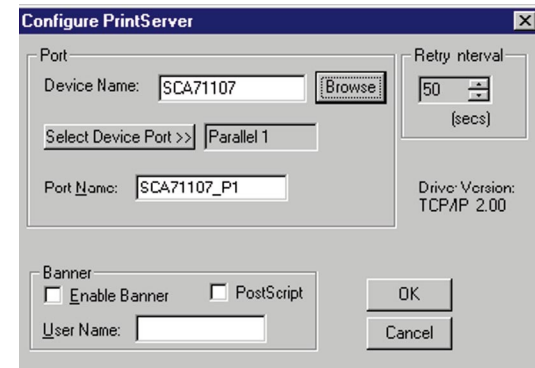 Configure PrintServer
Port
Device Name: SCA71107 Browse
Select Device Port >> Parallel 1
Port Name: SCA71107_P1
Retry nterval
50
(secs)
Driver Version:
TCP/IP 2.00
Banner
Enable Banner PostScript
User Name:
OK
Cancel